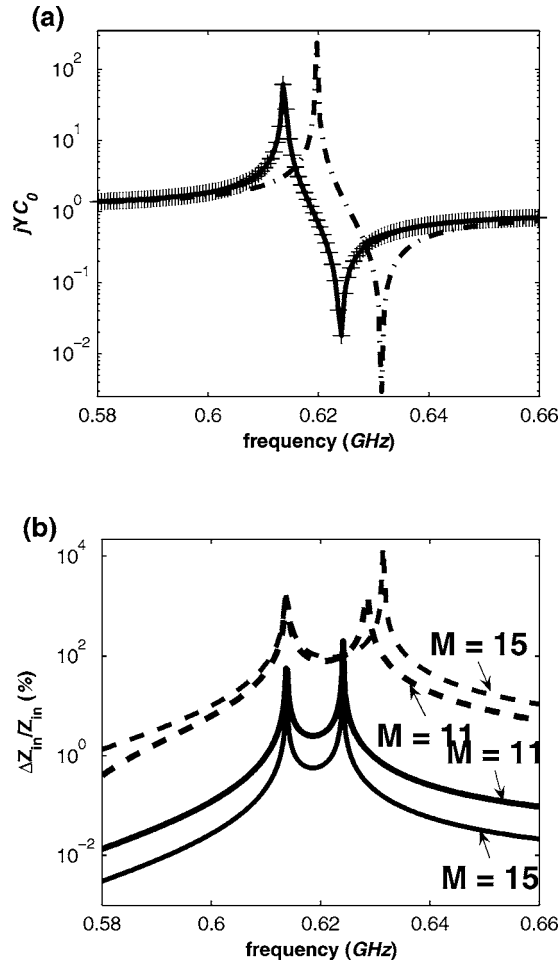 (a)
10^2
10^1
10^0
10^-1
10^-2
jYC_0
0.58 0.6 0.62 0.64 0.66
frequency (GHz)
(b)
10^4
10^2
10^0
10^-2
ΔZ_in/Z_in (%)
M = 15
M = 11
M = 11
M = 15
0.58 0.6 0.62 0.64 0.66
frequency (GHz)